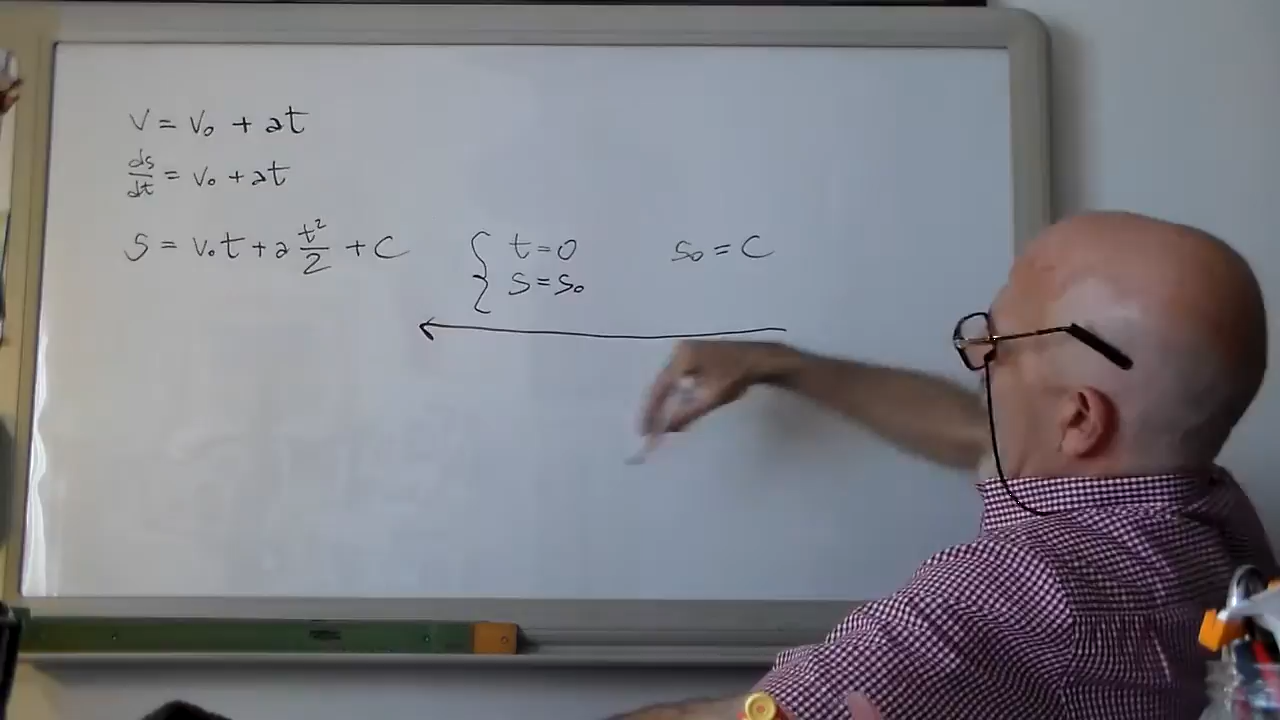 v = v₀ + at
ds/dt = v₀ + at
s = v₀t + a t²/2 + C { t = 0 s₀ = C
s = s₀